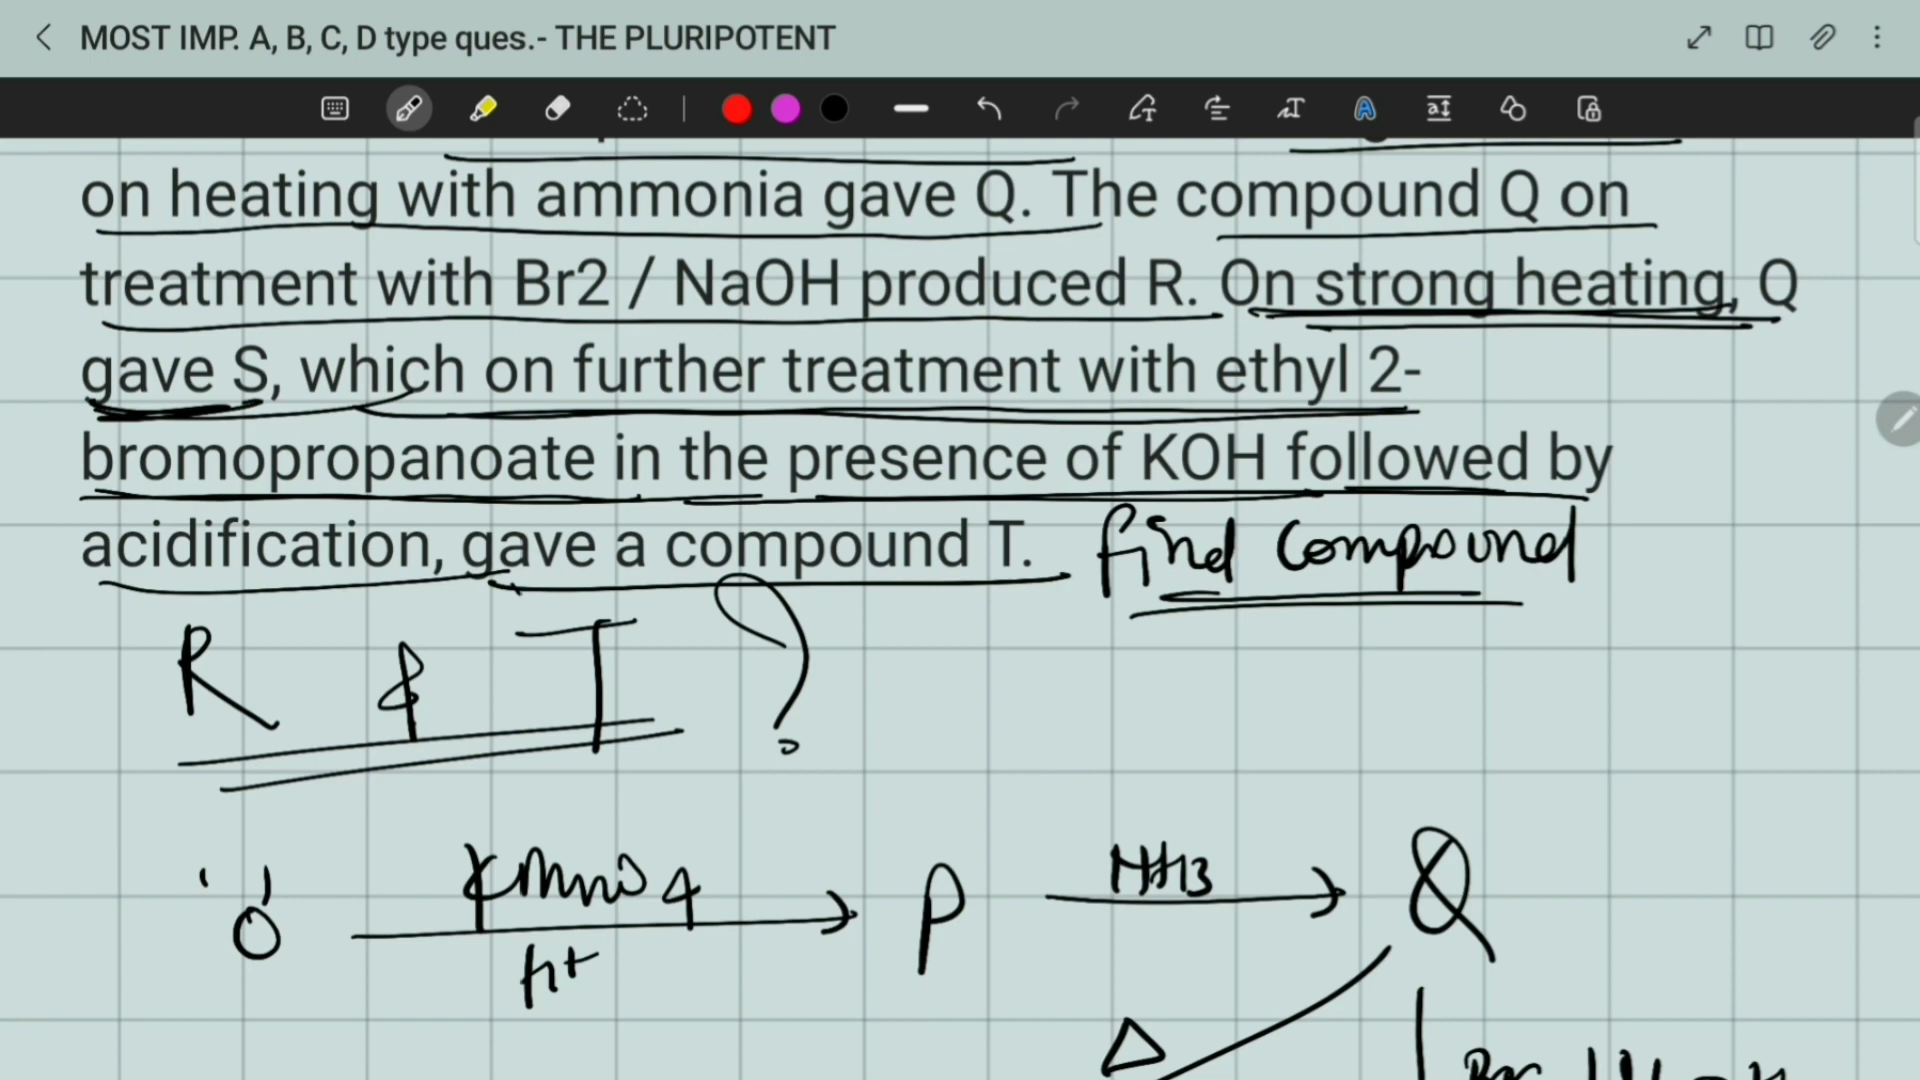 MOST IMP. A, B, C, D type ques.- THE PLURIPOTENT
on heating with ammonia gave Q. The compound Q on
treatment with Br2 / NaOH produced R. On strong heating, Q
gave S, which on further treatment with ethyl 2-
bromopropanoate in the presence of KOH followed by
acidification, gave a compound T. find compound
R & T ?
'O' KMnO4 P NH3 Q
H+
Δ